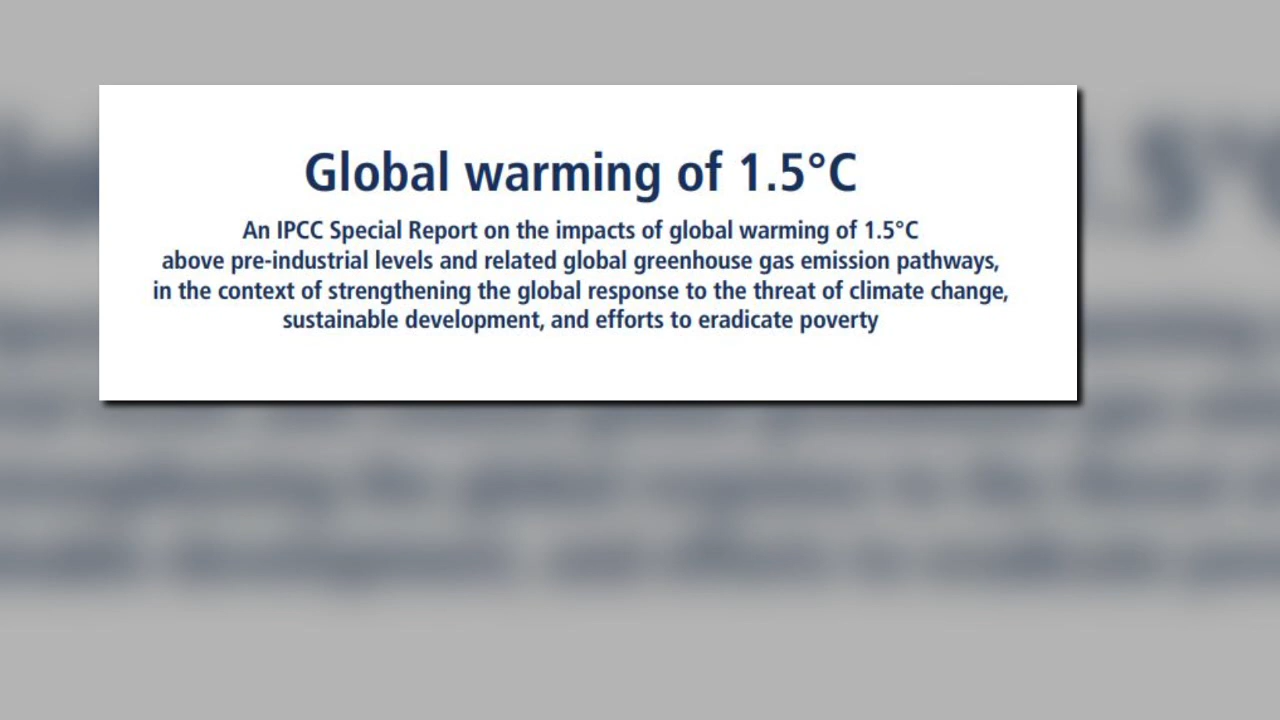 Global warming of 1.5°C
An IPCC Special Report on the impacts of global warming of 1.5°C
above pre-industrial levels and related global greenhouse gas emission pathways,
in the context of strengthening the global response to the threat of climate change,
sustainable development, and efforts to eradicate poverty